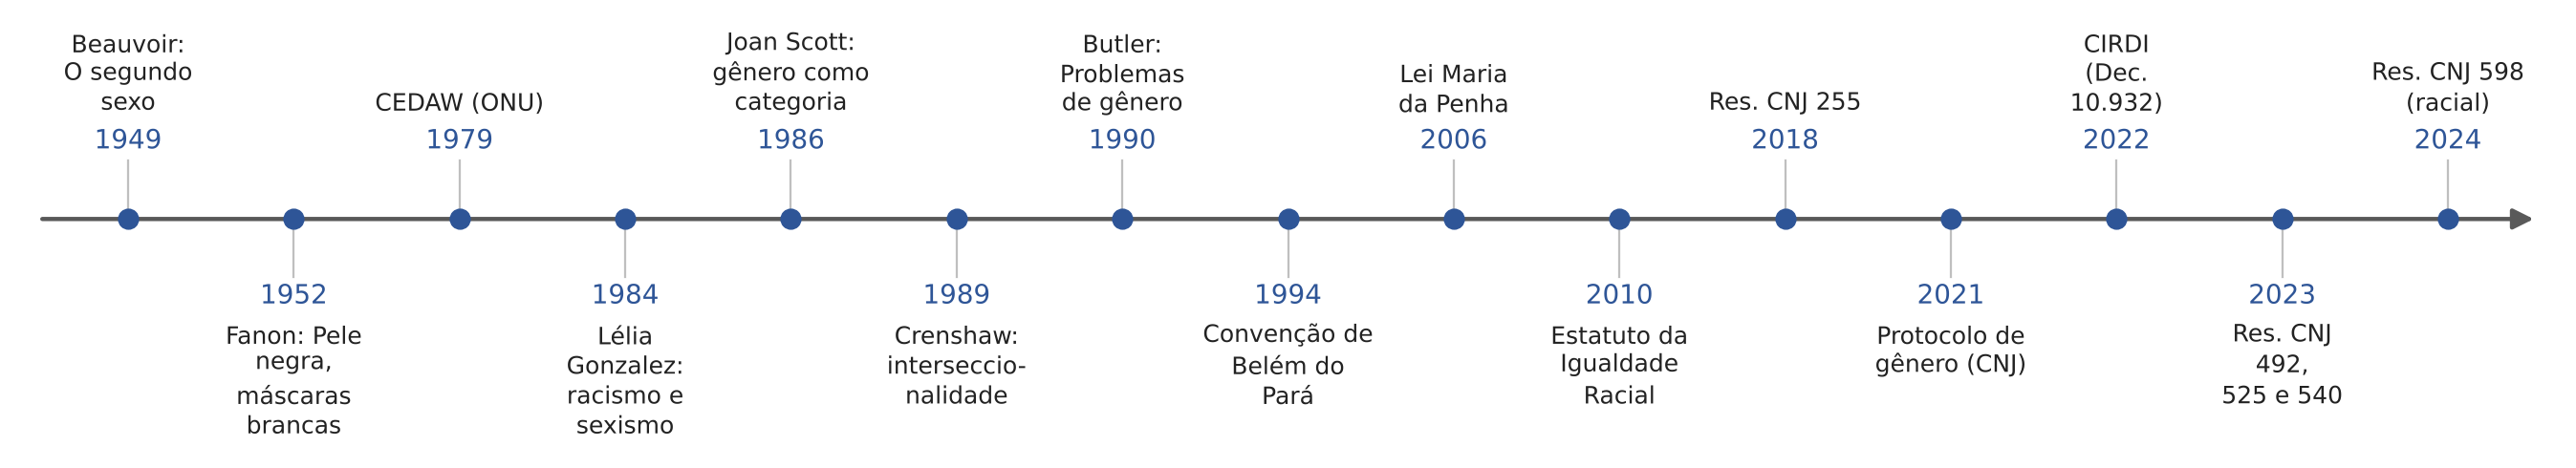 Beauvoir:
O segundo
sexo
1949
1952
Fanon: Pele
negra,
máscaras
brancas
CEDAW (ONU)
1979
1984
Lélia
Gonzalez:
racismo e
sexismo
Joan Scott:
gênero como
categoria
1986
1989
Crenshaw:
interseccio-
nalidade
Butler:
Problemas
de gênero
1990
1994
Convenção de
Belém do
Pará
Lei Maria
da Penha
2006
2010
Estatuto da
Igualdade
Racial
Res. CNJ 255
2018
2021
Protocolo de
gênero (CNJ)
CIRDI
(Dec.
10.932)
2022
2023
Res. CNJ
492,
525 e 540
Res. CNJ 598
(racial)
2024